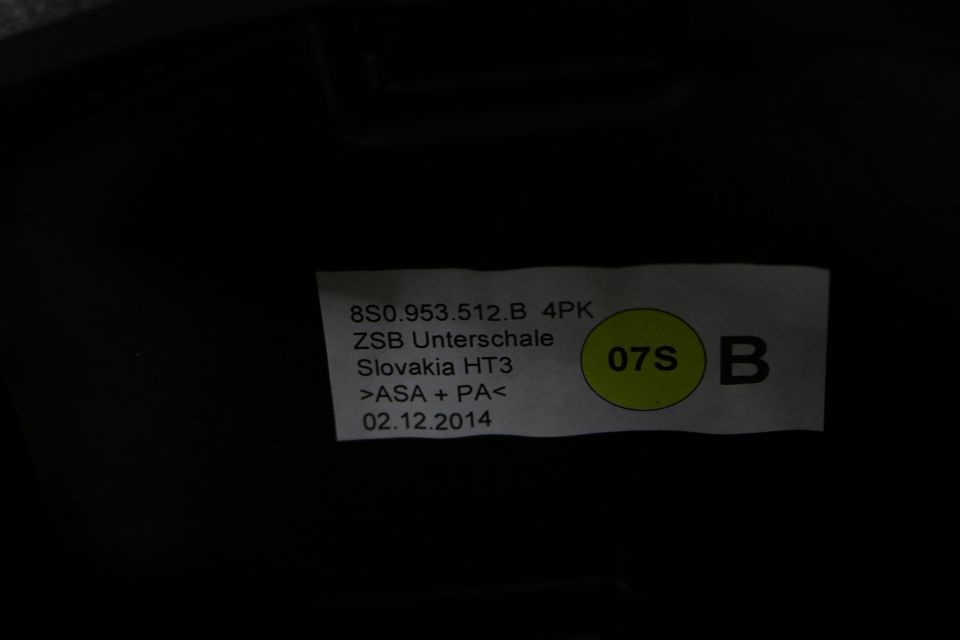 8S0.953.512.B 4PK
ZSB Unterschale
Slovakia HT3
>ASA + PA<
02.12.2014
07S
B